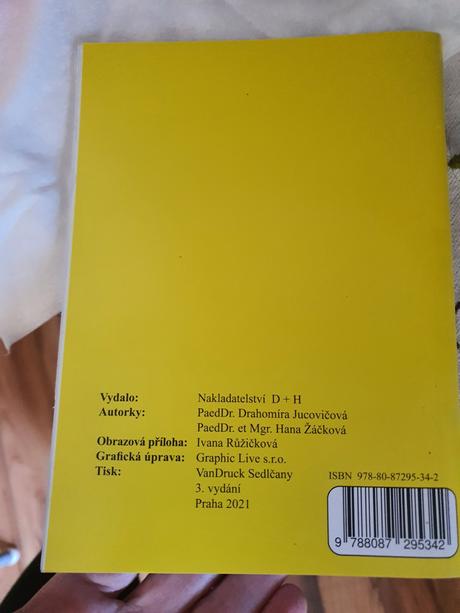 Vydalo: Nakladatelství D + H
Autorky: PaedDr. Drahomíra Jucovičová
PaedDr. et Mgr. Hana Žáčková
Obrazová příloha: Ivana Růžičková
Grafická úprava: Graphic Live s.r.o.
Tisk: VanDruck Sedlčany
3. vydání
Praha 2021
ISBN 978-80-87295-34-2
9 788087 295342